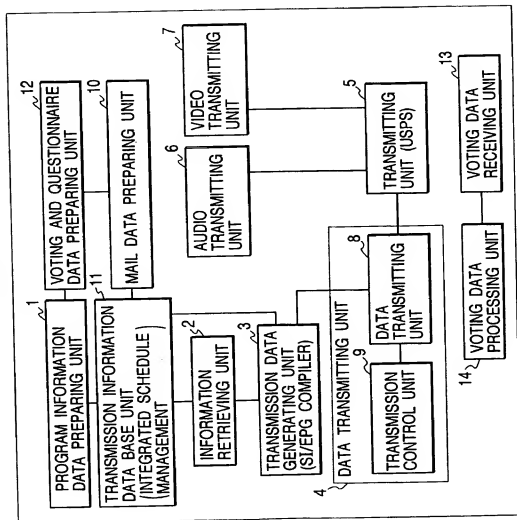 1
PROGRAM INFORMATION
DATA PREPARING UNIT
12
VOTING AND QUESTIONNAIRE
DATA PREPARING UNIT
11
TRANSMISSION INFORMATION
DATA BASE UNIT
(INTEGRATED SCHEDULE
MANAGEMENT)
10
MAIL DATA PREPARING UNIT
2
INFORMATION
RETRIEVING UNIT
3
TRANSMISSION DATA
GENERATING UNIT
(SI/EPG COMPILER)
4
DATA TRANSMITTING UNIT
9
TRANSMISSION
CONTROL UNIT
8
DATA
TRANSMITTING
UNIT
5
TRANSMITTING
UNIT (USPS)
6
AUDIO
TRANSMITTING
UNIT
7
VIDEO
TRANSMITTING
UNIT
14
VOTING DATA
PROCESSING UNIT
13
VOTING DATA
RECEIVING UNIT